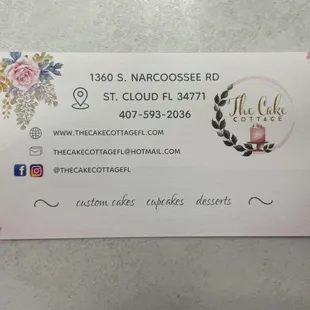 1360 S. NARCOOSSEE RD
ST. CLOUD FL 34771
407-593-2036
The Cake
COTTAGE
WWW.THECAKECOTTAGEFL.COM
THECAKECOTTAGEFL@HOTMAIL.COM
@THECAKECOTTAGEFL
custom cakes cupcakes desserts